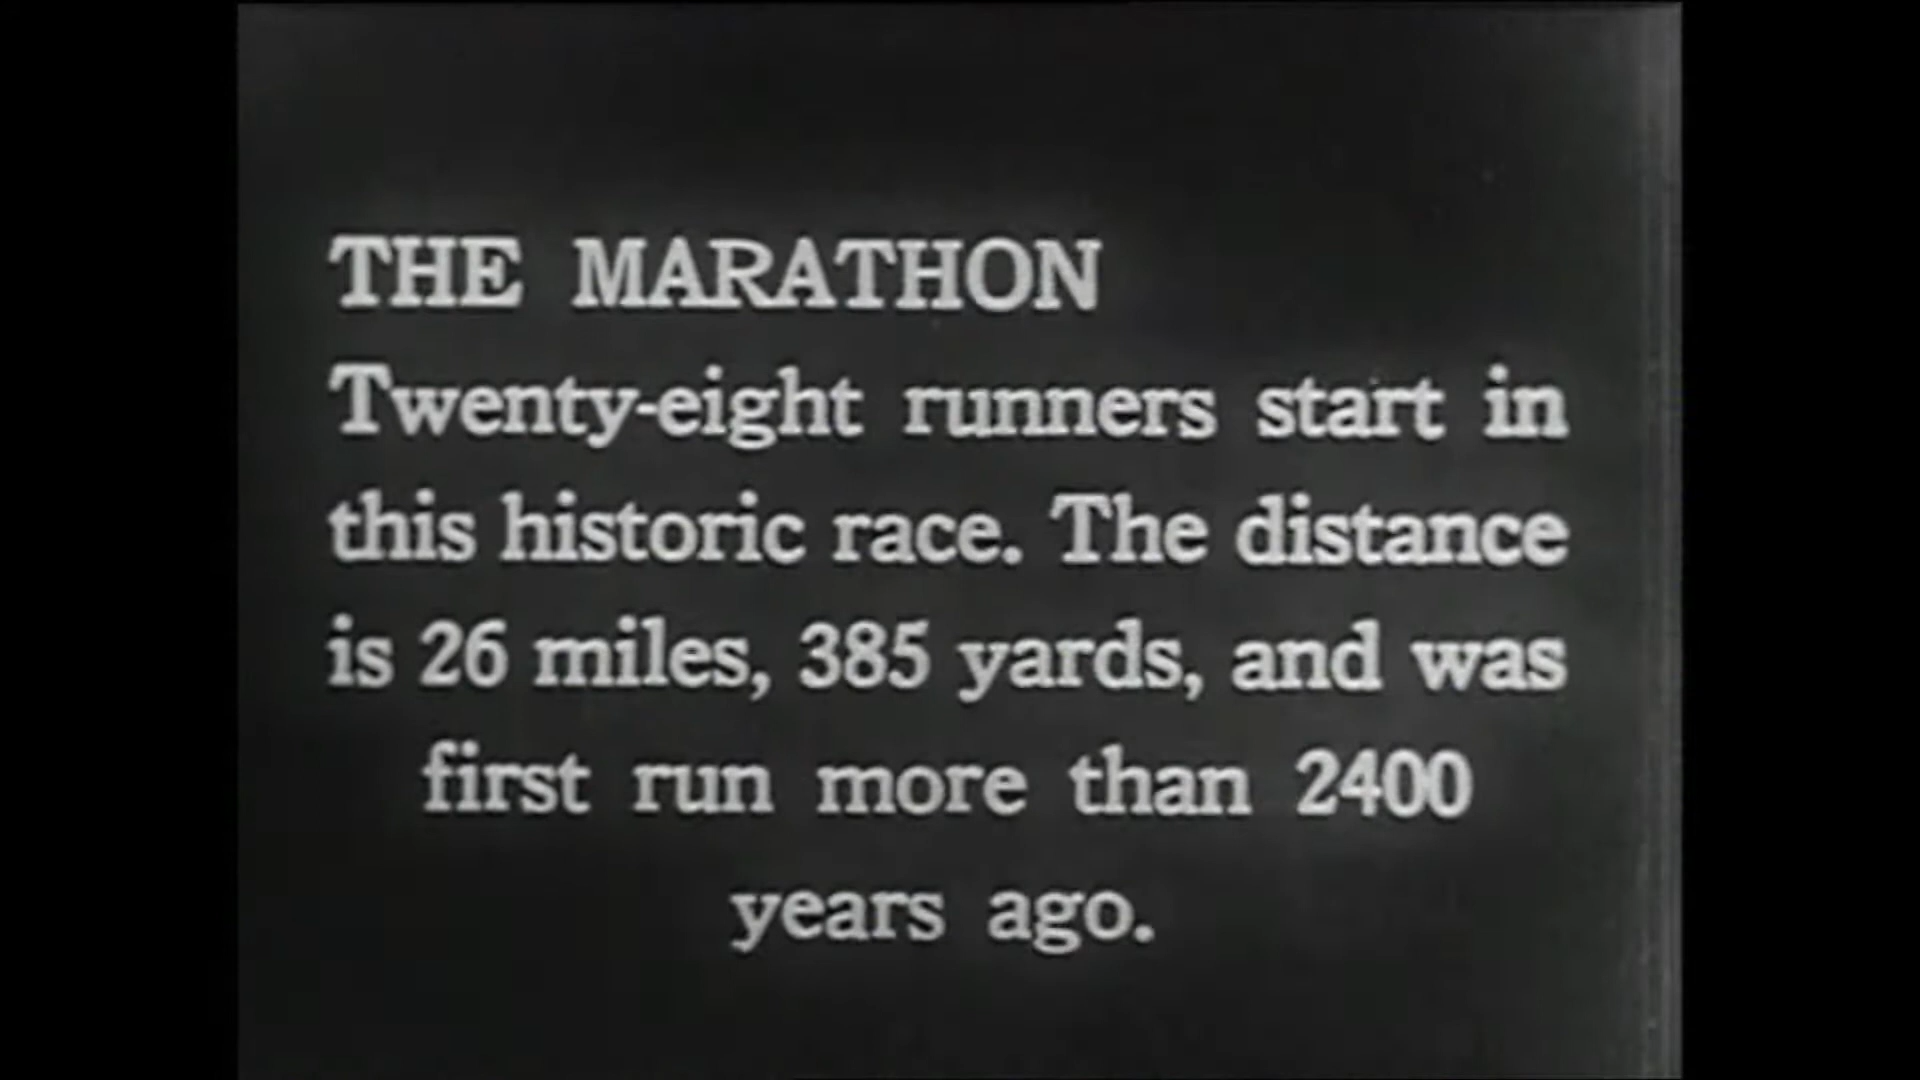 THE MARATHON
Twenty-eight runners start in
this historic race. The distance
is 26 miles, 385 yards, and was
first run more than 2400
years ago.